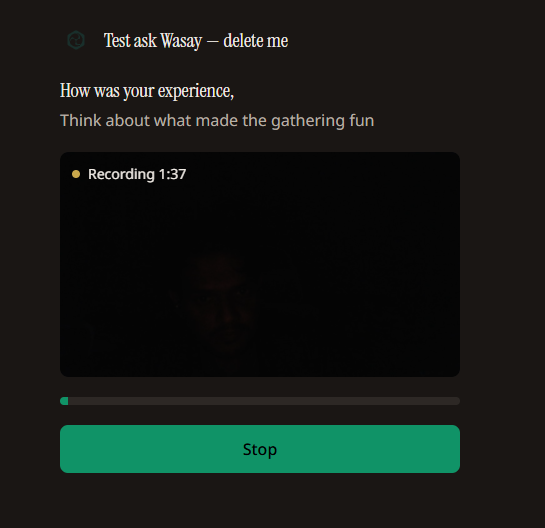 Test ask Wasay — delete me
How was your experience,
Think about what made the gathering fun
Recording 1:37
Stop